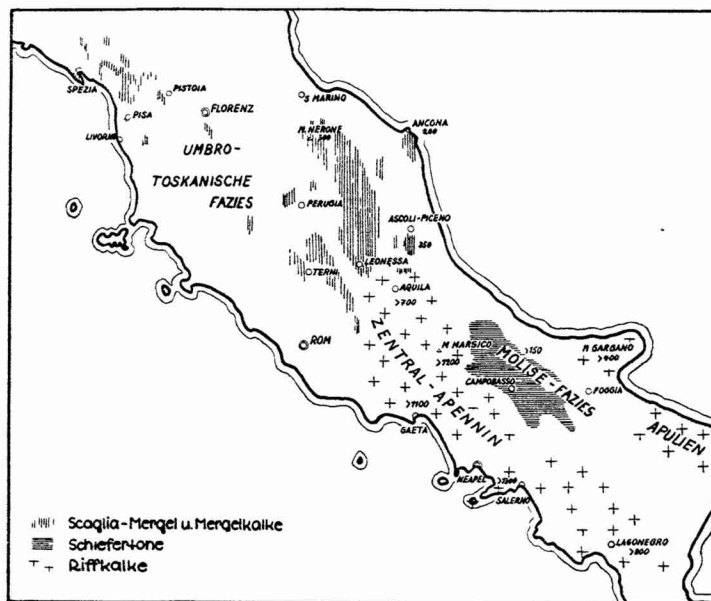 SPEZIA
PISTOIA
S MARINO
FLORENZ
PISA
ANCONA
200
M. NERONE
500
LIVORNO
UMBRO-
TOSKANISCHE
FAZIES
PERUGIA
ASCOLI-PICENO
350
LEONESSA
TERNI
AQUILA
>700
ROM
ZENTRAL-APENNIN
M. MARSICO
>1200
>150
MOLISE-FAZIES
M. GARGANO
>400
CAMPOBASSO
FOGGIA
>1100
GAETA
APULIEN
NEAPEL
SALERNO
LAGONEGRO
>800
Scaglia-Mergel u. Mergelkalke
Schiefertone
Riffkalke